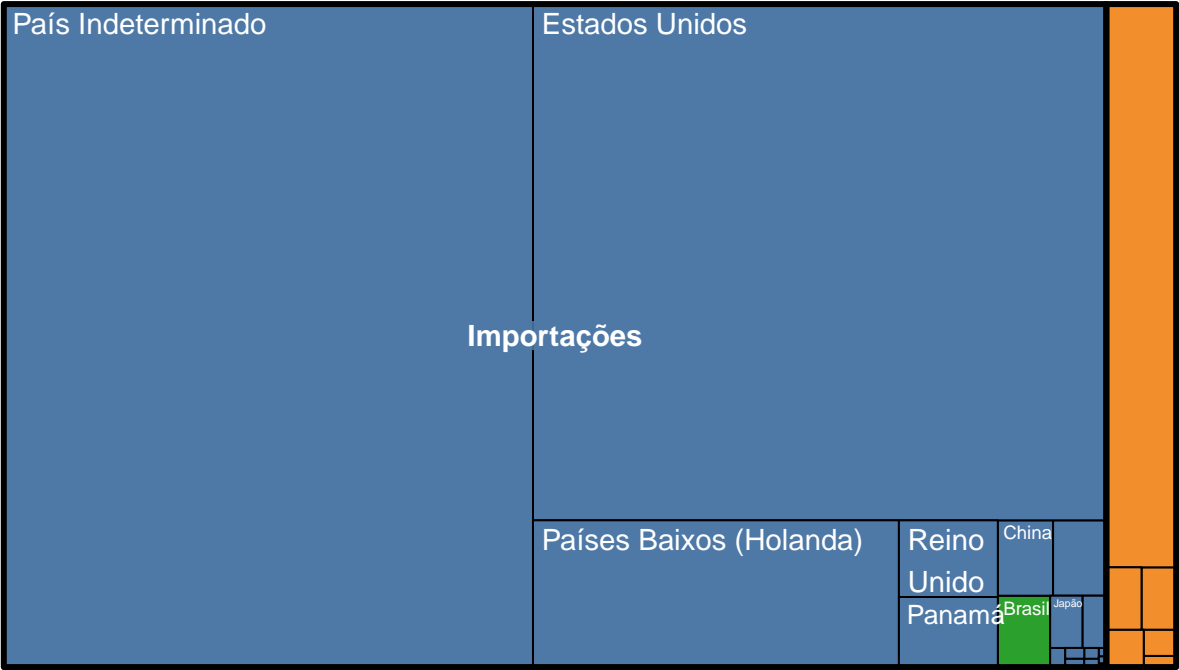 País Indeterminado
Estados Unidos
Importações
Países Baixos (Holanda)
Reino
Unido
China
Panamá
Brasil
Japão